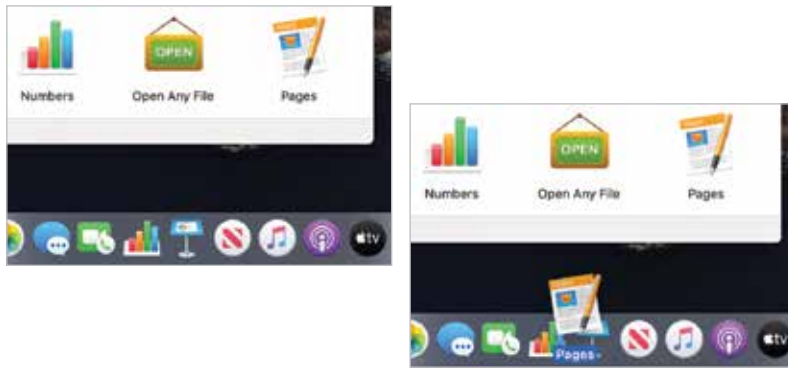 OPEN
Numbers Open Any File Pages
tv
OPEN
Numbers Open Any File Pages
Pages
tv